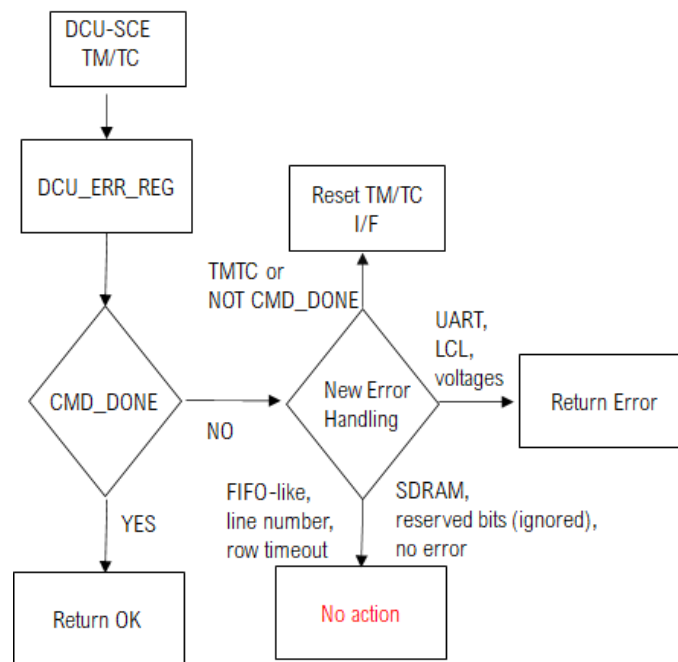 DCU-SCE
TM/TC
DCU_ERR_REG
Reset TM/TC
I/F
TMTC or
NOT CMD_DONE
UART,
LCL,
voltages
CMD_DONE
NO
New Error
Handling
Return Error
FIFO-like,
line number,
row timeout
SDRAM,
reserved bits (ignored),
no error
YES
Return OK
No action